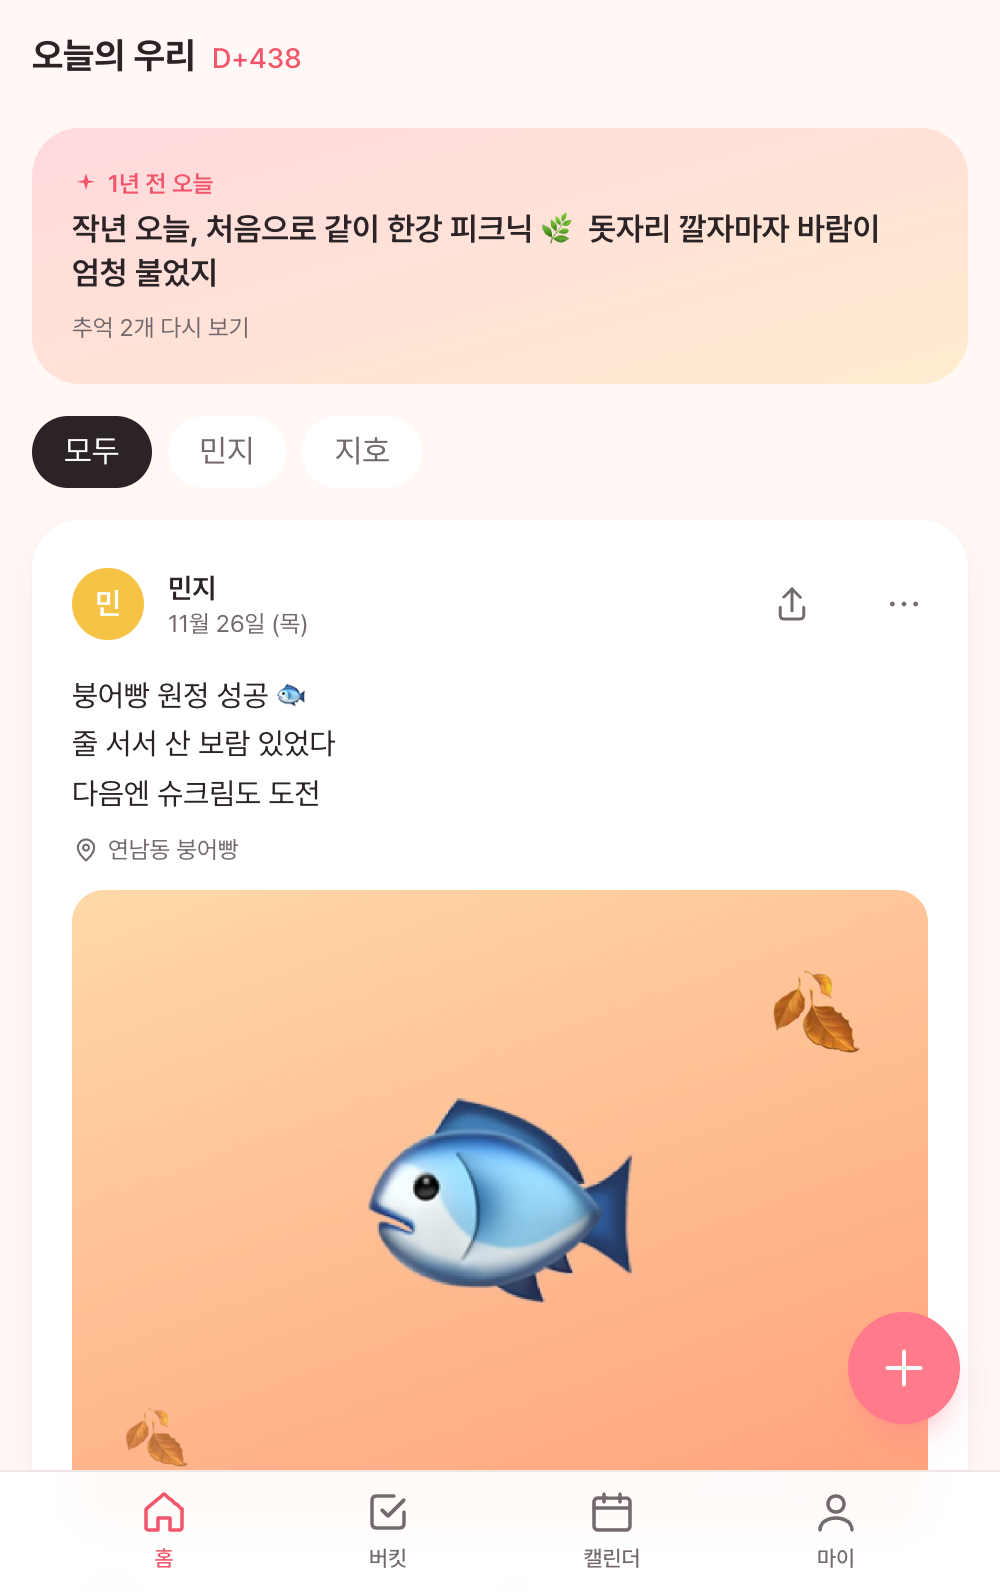 오늘의 우리 D+438
1년 전 오늘
작년 오늘, 처음으로 같이 한강 피크닉 🌿 돗자리 깔자마자 바람이
엄청 불었지
추억 2개 다시 보기
모두 민지 지호
민 민지
11월 26일 (목)
붕어빵 원정 성공 🐟
줄 서서 산 보람 있었다
다음엔 슈크림도 도전
연남동 붕어빵
홈 버킷 캘린더 마이